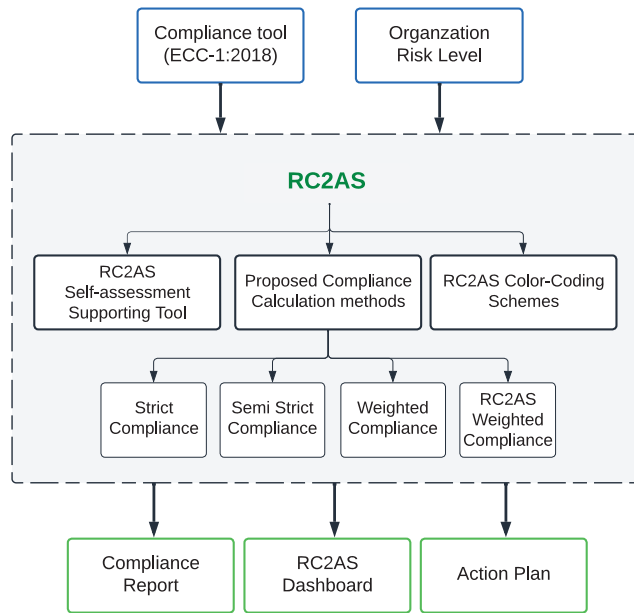 Compliance tool
(ECC-1:2018)
Organzation
Risk Level
RC2AS
RC2AS
Self-assessment
Supporting Tool
Proposed Compliance
Calculation methods
RC2AS Color-Coding
Schemes
Strict
Compliance
Semi Strict
Compliance
Weighted
Compliance
RC2AS
Weighted
Compliance
Compliance
Report
RC2AS
Dashboard
Action Plan